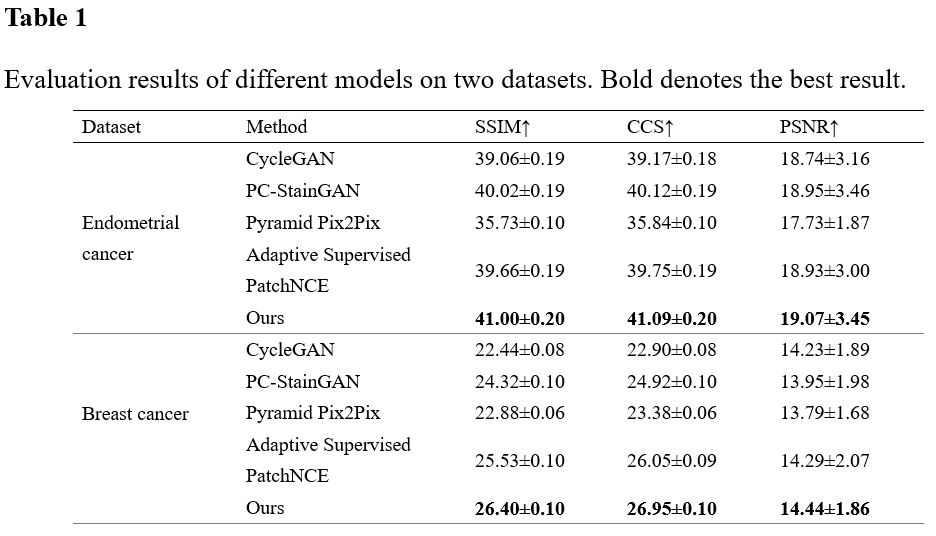 Table 1
Evaluation results of different models on two datasets. Bold denotes the best result.
Dataset Method SSIM↑ CCS↑ PSNR↑
Endometrial cancer
CycleGAN 39.06±0.19 39.17±0.18 18.74±3.16
PC-StainGAN 40.02±0.19 40.12±0.19 18.95±3.46
Pyramid Pix2Pix 35.73±0.10 35.84±0.10 17.73±1.87
Adaptive Supervised
PatchNCE 39.66±0.19 39.75±0.19 18.93±3.00
Ours 41.00±0.20 41.09±0.20 19.07±3.45
Breast cancer
CycleGAN 22.44±0.08 22.90±0.08 14.23±1.89
PC-StainGAN 24.32±0.10 24.92±0.10 13.95±1.98
Pyramid Pix2Pix 22.88±0.06 23.38±0.06 13.79±1.68
Adaptive Supervised
PatchNCE 25.53±0.10 26.05±0.09 14.29±2.07
Ours 26.40±0.10 26.95±0.10 14.44±1.86